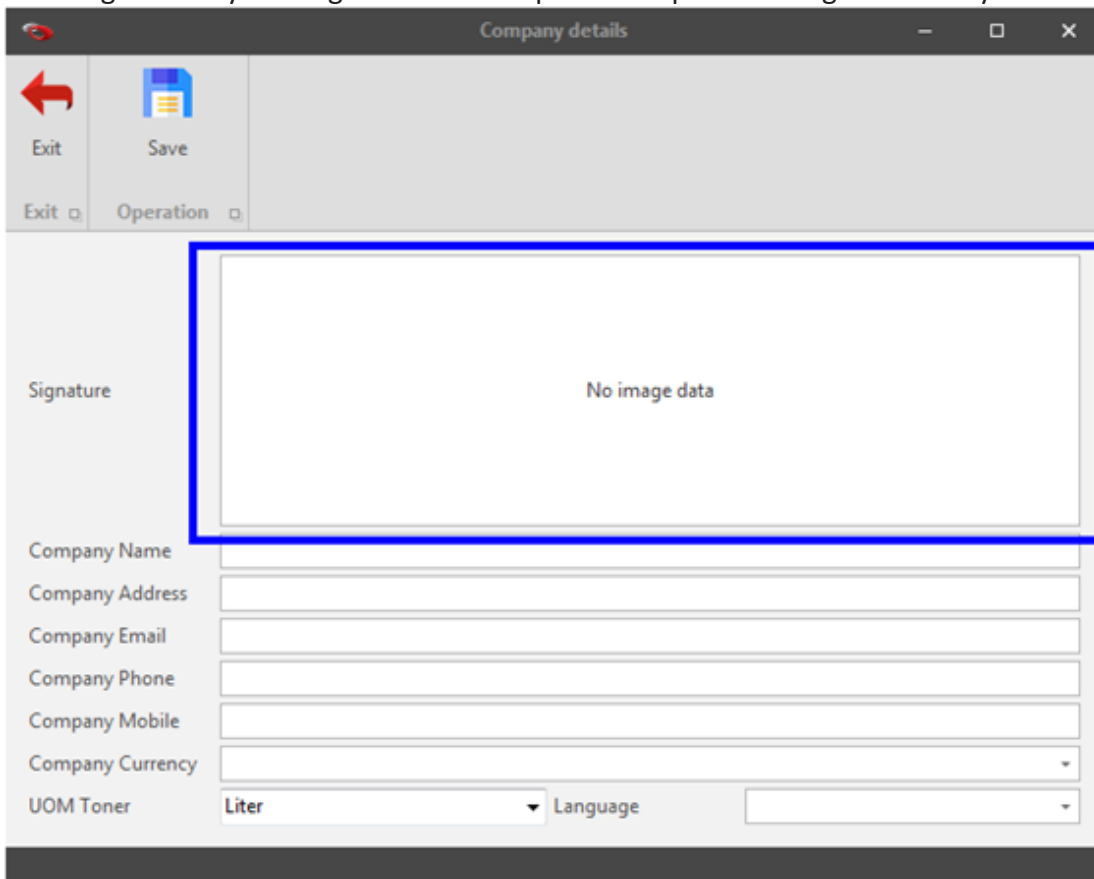 Company details
Exit Save
Exit Operation
Signature No image data
Company Name
Company Address
Company Email
Company Phone
Company Mobile
Company Currency
UOM Toner Liter Language